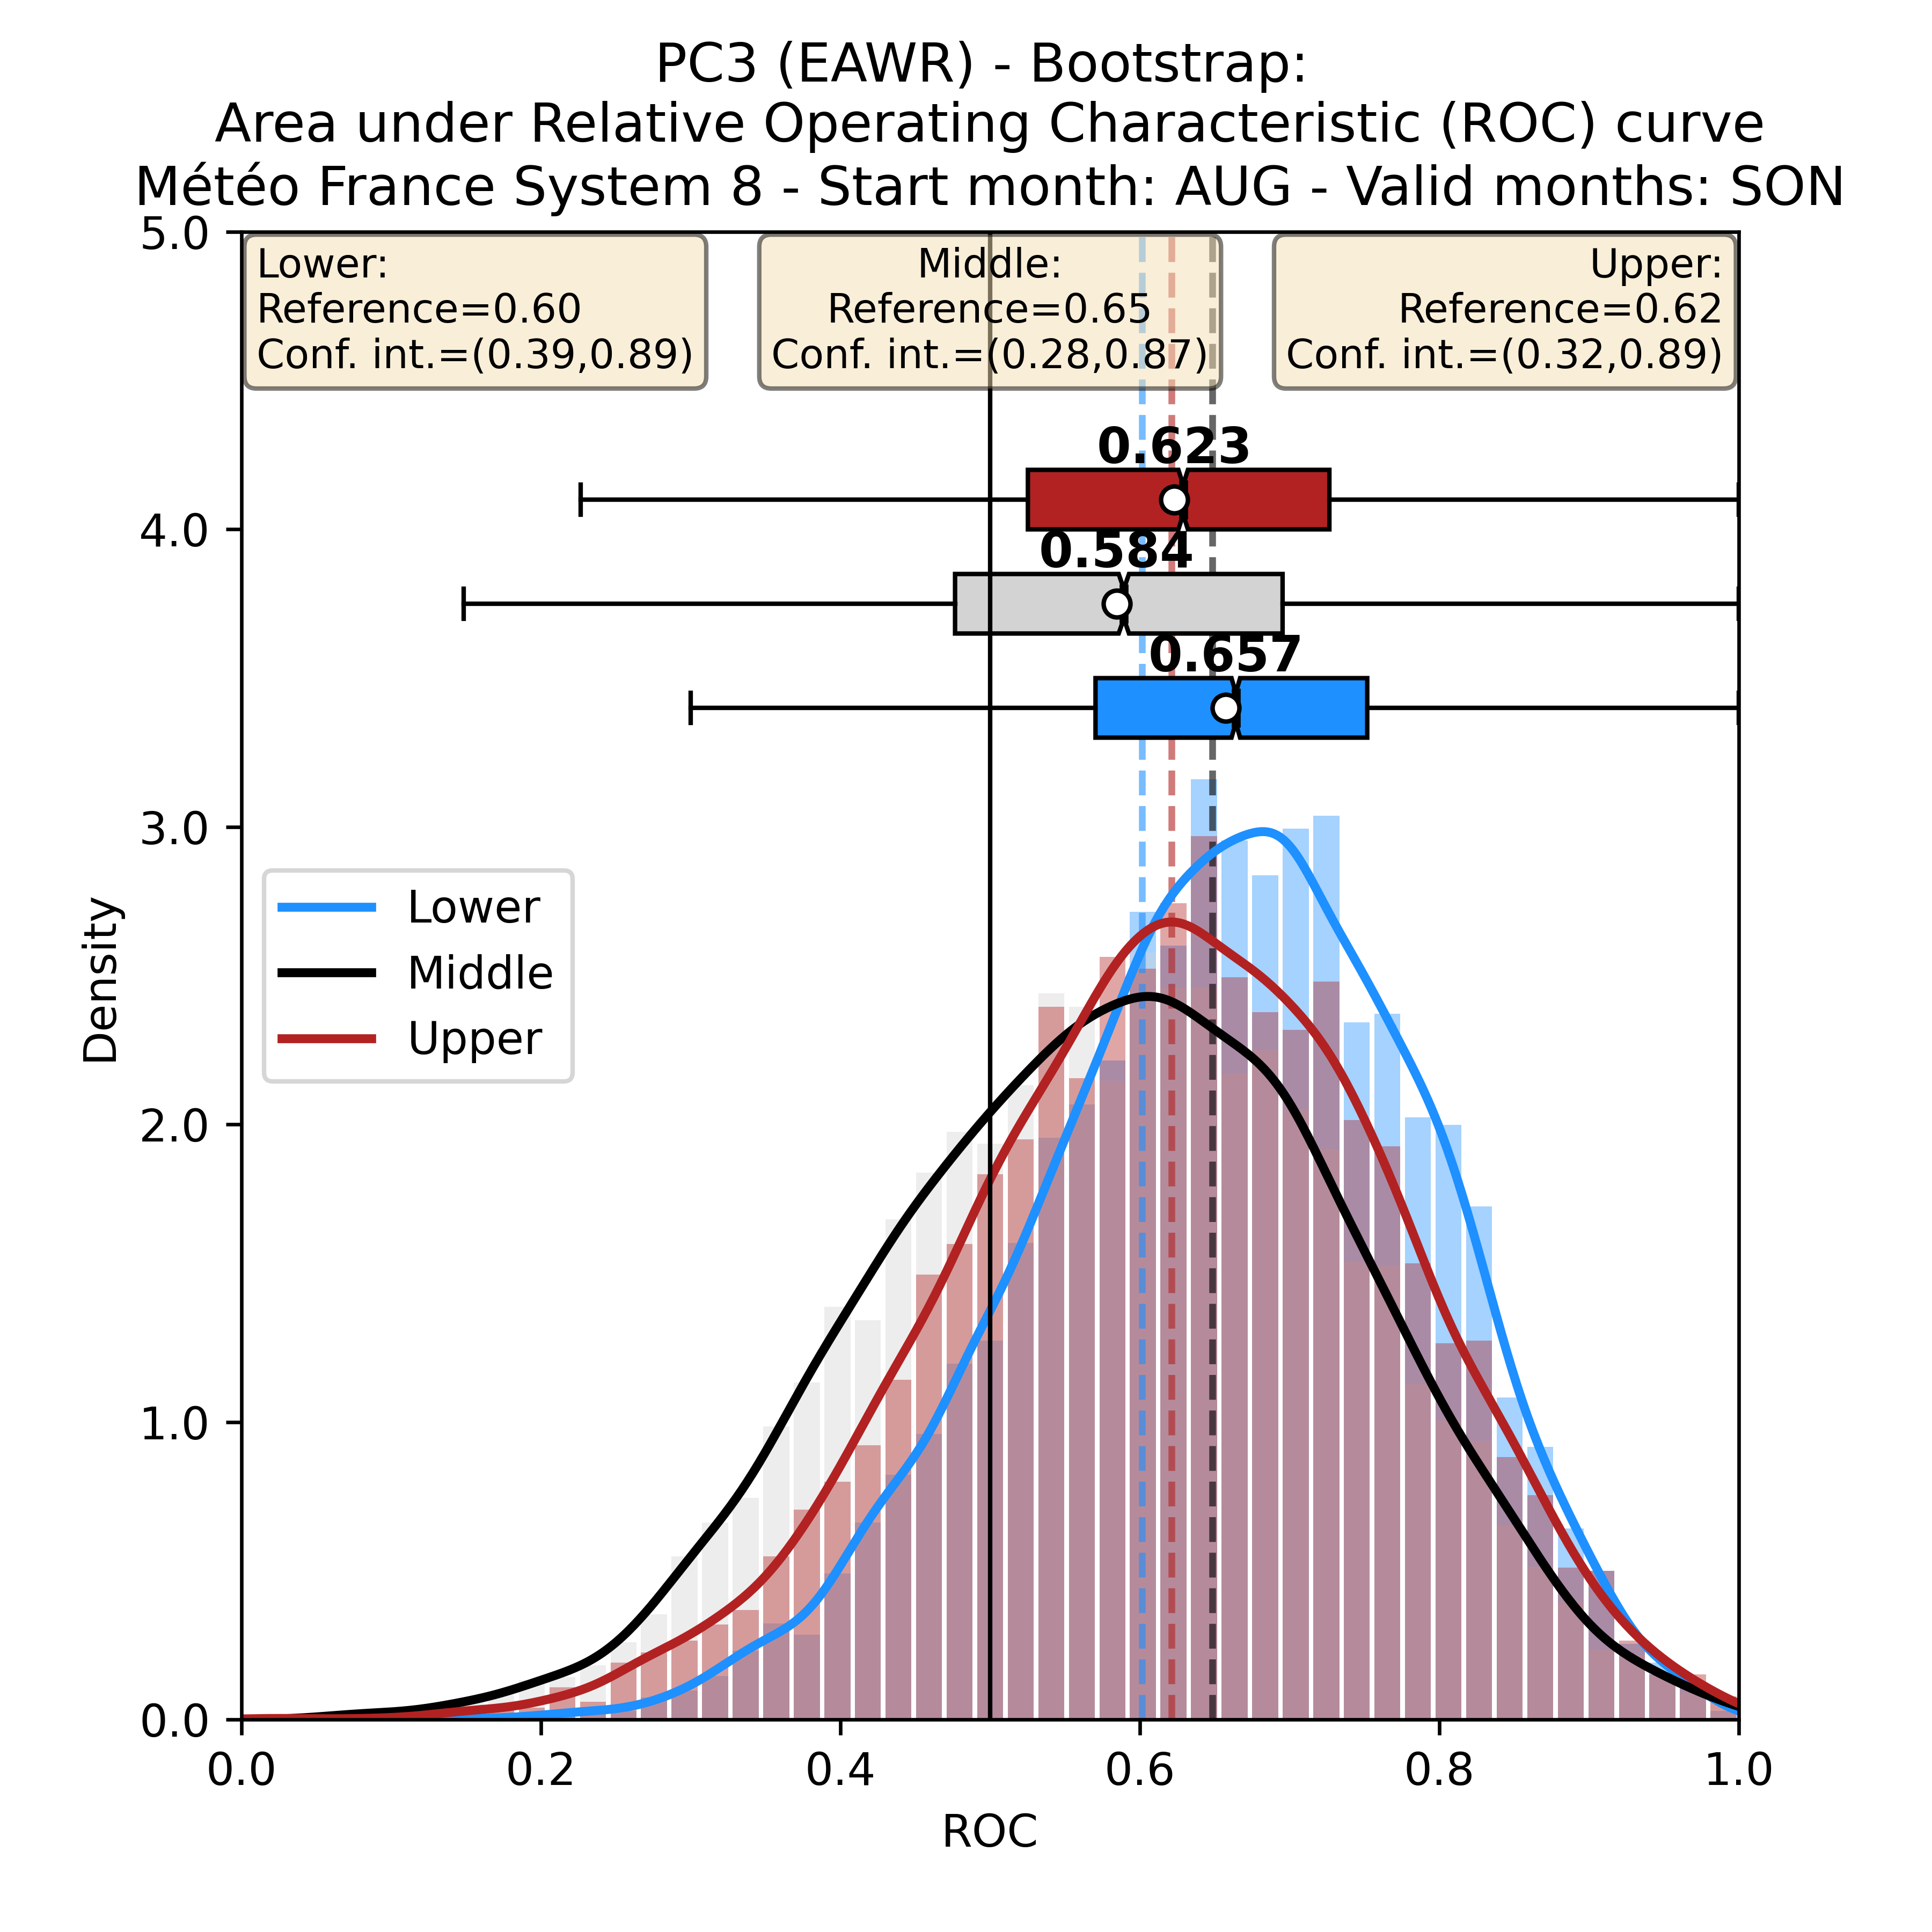 PC3 (EAWR) - Bootstrap:
Area under Relative Operating Characteristic (ROC) curve
Météo France System 8 - Start month: AUG - Valid months: SON
5.0
Lower:
Reference=0.60
Conf. int.=(0.39,0.89)
Middle:
Reference=0.65
Conf. int.=(0.28,0.87)
Upper:
Reference=0.62
Conf. int.=(0.32,0.89)
0.623
4.0
0.584
0.657
3.0
Lower
Middle
Upper
Density
2.0
1.0
0.0
0.0 0.2 0.4 0.6 0.8 1.0
ROC